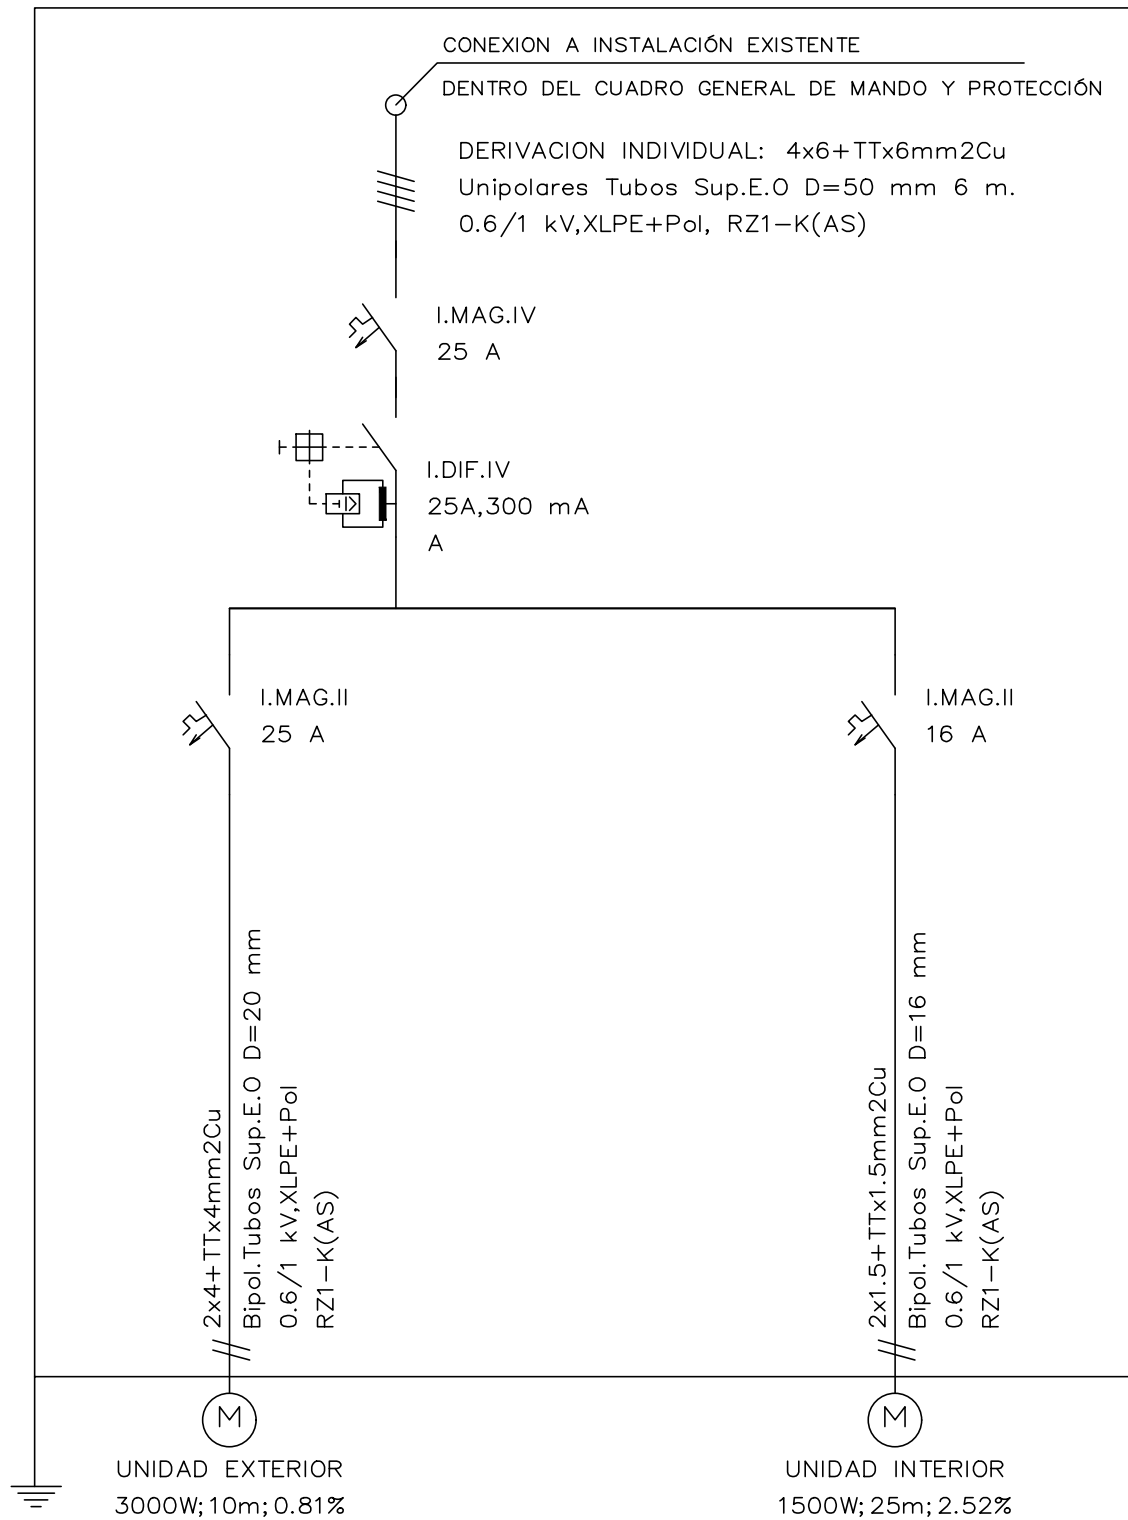 CONEXION A INSTALACIÓN EXISTENTE
DENTRO DEL CUADRO GENERAL DE MANDO Y PROTECCIÓN
DERIVACION INDIVIDUAL: 4x6+TTx6mm2Cu
Unipolares Tubos Sup.E.O D=50 mm 6 m.
0.6/1 kV,XLPE+Pol, RZ1-K(AS)
I.MAG.IV
25 A
I.DIF.IV
25A,300 mA
A
I.MAG.II
25 A
I.MAG.II
16 A
2x4+TTx4mm2Cu
Bipol.Tubos Sup.E.O D=20 mm
0.6/1 kV,XLPE+Pol
RZ1-K(AS)
2x1.5+TTx1.5mm2Cu
Bipol.Tubos Sup.E.O D=16 mm
0.6/1 kV,XLPE+Pol
RZ1-K(AS)
M
UNIDAD EXTERIOR
3000W;10m;0.81%
M
UNIDAD INTERIOR
1500W;25m;2.52%